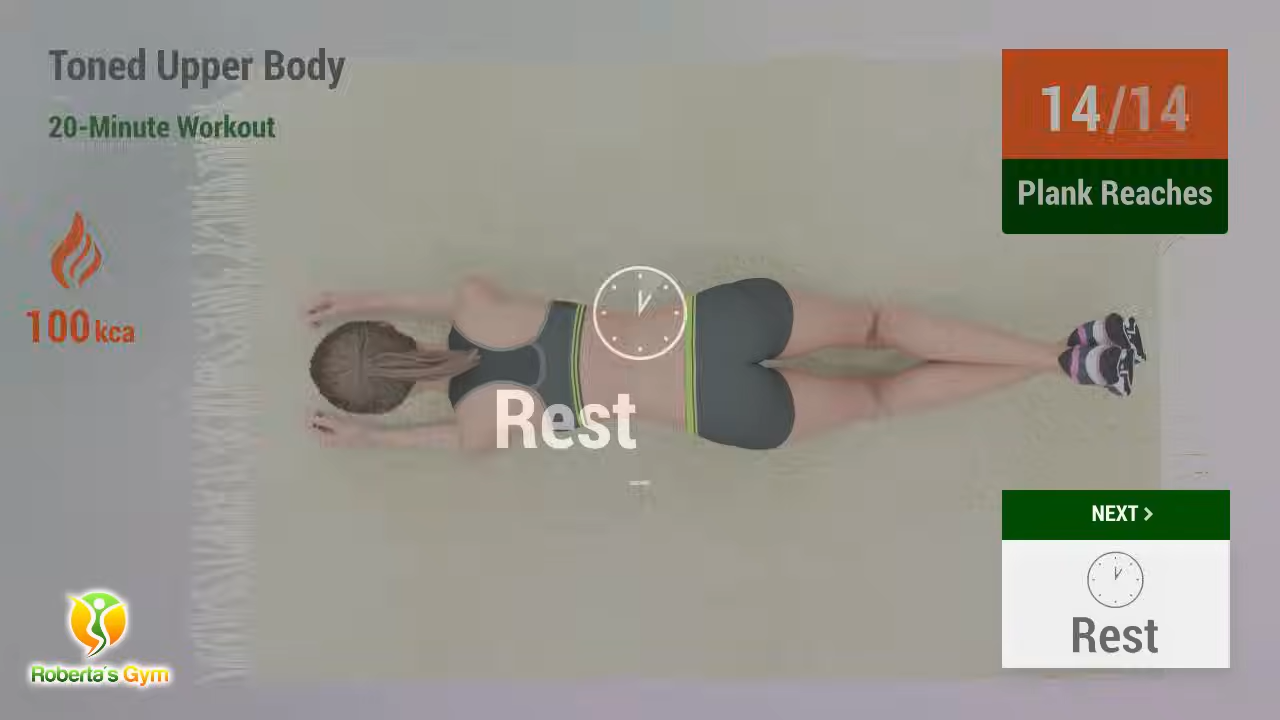 Toned Upper Body
20-Minute Workout
14/14
Plank Reaches
100 kca
Rest
NEXT >
Rest
Roberta's Gym